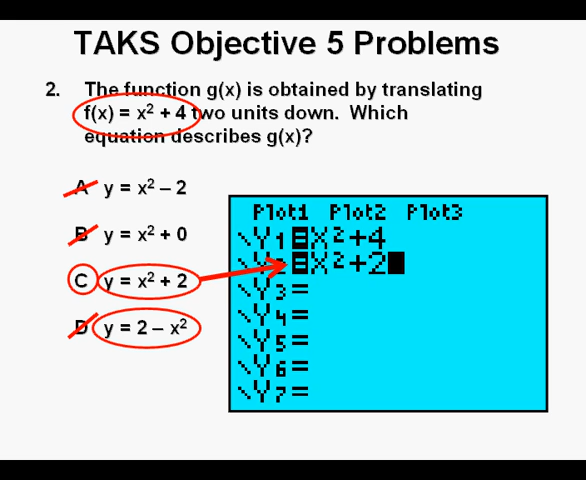 TAKS Objective 5 Problems
2. The function g(x) is obtained by translating
f(x) = x² + 4 two units down. Which
equation describes g(x)?
A y = x² – 2
B y = x² + 0
C y = x² + 2
D y = 2 – x²
Plot1 Plot2 Plot3
\Y1=X²+4
\Y2=X²+2
\Y3=
\Y4=
\Y5=
\Y6=
\Y7=